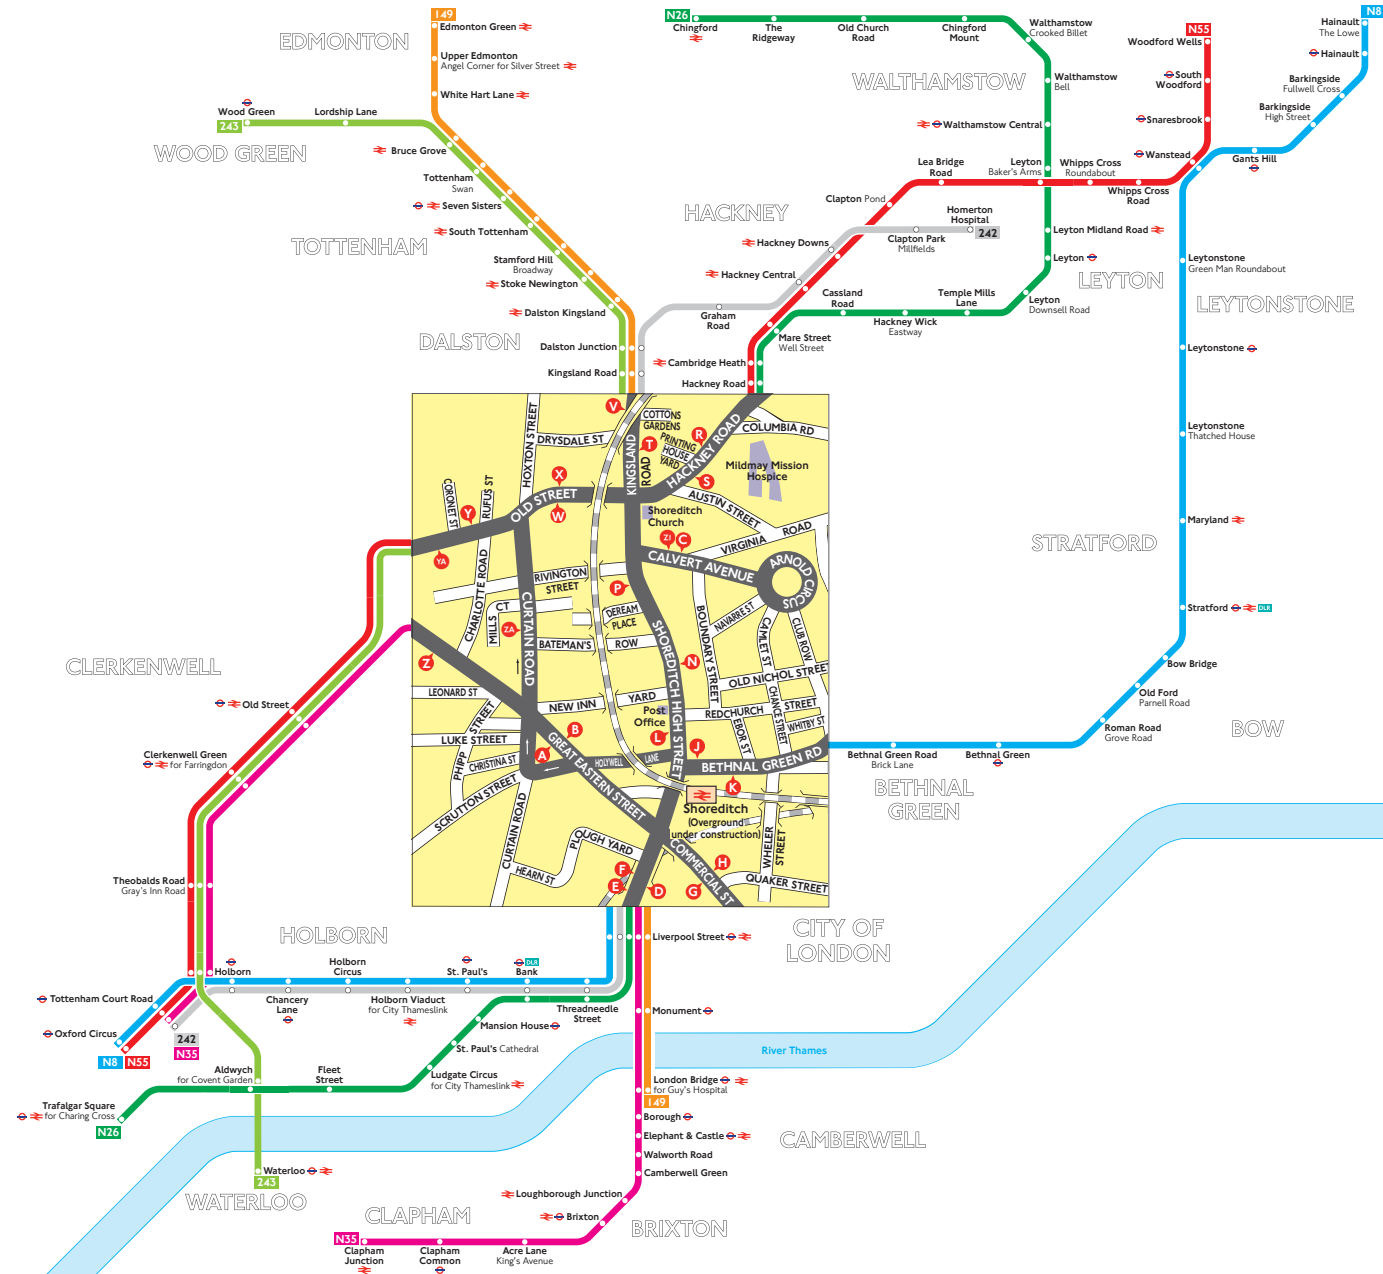 149
Edmonton Green
EDMONTON
Upper Edmonton
Angel Corner for Silver Street
White Hart Lane
Wood Green
243
Lordship Lane
WOOD GREEN
Bruce Grove
Tottenham
Swan
Seven Sisters
South Tottenham
TOTTENHAM
Stamford Hill
Broadway
Stoke Newington
Dalston Kingsland
DALSTON
Dalston Junction
Kingsland Road
N26
Chingford
The
Ridgeway
Old Church
Road
Chingford
Mount
Walthamstow
Crooked Billet
WALTHAMSTOW
Walthamstow
Bell
Walthamstow Central
Leyton
Baker's Arms
N55
Woodford Wells
South
Woodford
Snaresbrook
Wanstead
Whipps Cross
Roundabout
Whipps Cross
Road
N8
Hainault
The Lowe
Hainault
Barkingside
Fullwell Cross
Barkingside
High Street
Gants Hill
Lea Bridge
Road
Clapton Pond
HACKNEY
Homerton
Hospital
242
Clapton Park
Millfields
Hackney Downs
Hackney Central
Graham
Road
Cassland
Road
Hackney Wick
Eastway
Temple Mills
Lane
Leyton Midland Road
Leyton
LEYTON
Leyton
Downsell Road
Mare Street
Well Street
Cambridge Heath
Hackney Road
Leytonstone
Green Man Roundabout
LEYTONSTONE
Leytonstone
Leytonstone
Thatched House
Maryland
STRATFORD
Stratford
DLR
Bow Bridge
Old Ford
Parnell Road
Roman Road
Grove Road
BOW
Bethnal Green
Bethnal Green Road
Brick Lane
BETHNAL
GREEN
V
COTTONS
GARDENS
HOXTON STREET
DRYSDALE ST
KINGSLAND
ROAD
T
PRINTING
HOUSE
YARD
R
HACKNEY ROAD
COLUMBIA RD
Mildmay Mission
Hospice
S
CORONET ST
RUFUS ST
X
OLD STREET
W
Y
YA
AUSTIN STREET
Shoreditch
Church
ZI
C
VIRGINIA
ROAD
CALVERT AVENUE
ARNOLD CIRCUS
RIVINGTON
STREET
P
CHARLOTTE ROAD
MILLS
CT
ZA
CURTAIN ROAD
DEREAM
PLACE
BATEMAN'S
ROW
SHOREDITCH HIGH STREET
BOUNDARY STREET
NAVARRE ST
CAMLET ST
CLUB ROW
N
Z
LEONARD ST
OLD NICHOL STREET
NEW INN
YARD
Post
Office
REDCHURCH
STREET
CHANCE STREET
WHITBY ST
EBOR ST
LUKE STREET
PHIPP
STREET
CHRISTINA ST
SCRUTTON STREET
B
A
L
J
HOLYWELL
LANE
BETHNAL GREEN RD
GREAT EASTERN STREET
K
Shoreditch
(Overground
under construction)
CURTAIN ROAD
PLOUGH YARD
HEARN ST
WHELER
STREET
COMMERCIAL ST
QUAKER STREET
F
E
D
G
H
CLERKENWELL
Old Street
Clerkenwell Green
for Farringdon
Theobalds Road
Gray's Inn Road
HOLBORN
Holborn
Holborn
Circus
St. Paul's
DLR
Bank
Chancery
Lane
Holborn Viaduct
for City Thameslink
Threadneedle
Street
Mansion House
St. Paul's Cathedral
Ludgate Circus
for City Thameslink
Tottenham Court Road
Oxford Circus
N8
N55
242
N35
Aldwych
for Covent Garden
Fleet
Street
Trafalgar Square
for Charing Cross
N26
Waterloo
243
WATERLOO
CITY OF
LONDON
Liverpool Street
Monument
River Thames
London Bridge
for Guy's Hospital
149
Borough
Elephant & Castle
CAMBERWELL
Walworth Road
Camberwell Green
Loughborough Junction
Brixton
BRIXTON
CLAPHAM
N35
Clapham
Junction
Clapham
Common
Acre Lane
King's Avenue